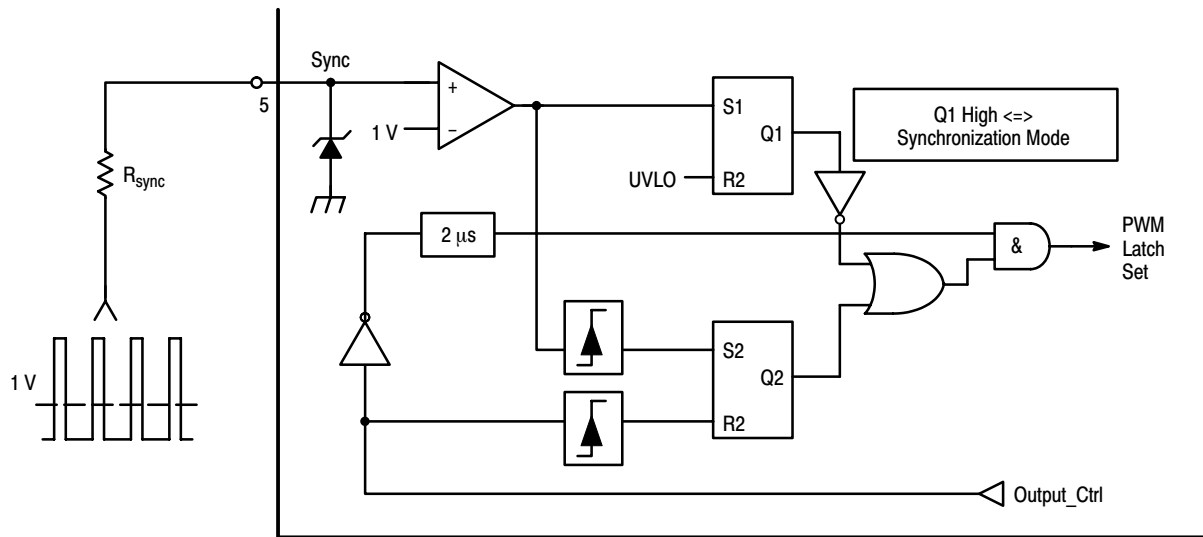 Sync
5
+
1 V
−
S1
Q1
R2
UVLO
Q1 High <=>
Synchronization Mode
Rsync
2 μs
&
PWM
Latch
Set
1 V
S2
Q2
R2
Output_Ctrl